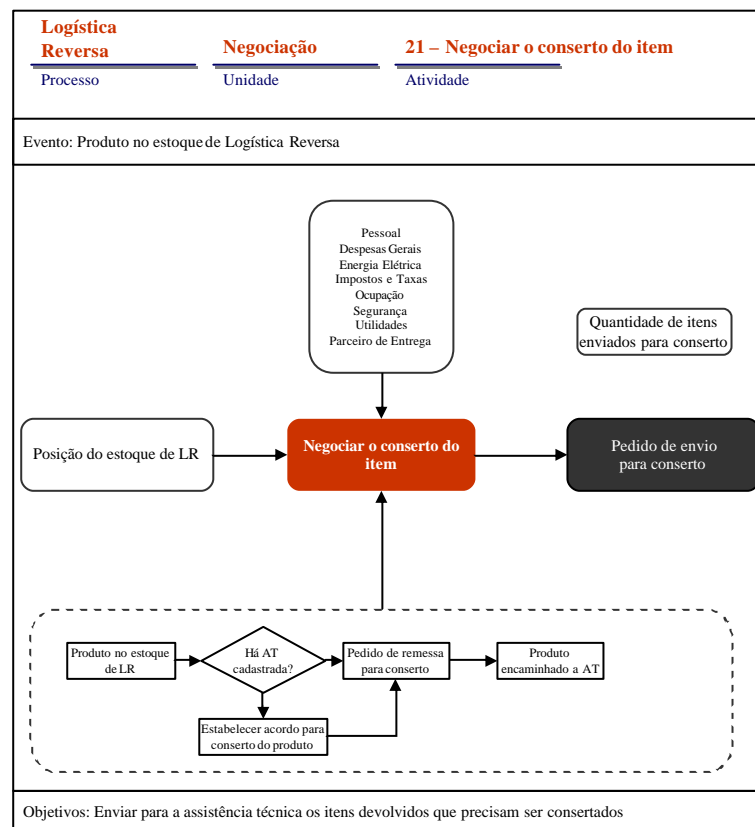 Logística
Reversa
Negociação
21 – Negociar o conserto do item
Processo
Unidade
Atividade
Evento: Produto no estoque de Logística Reversa
Pessoal
Despesas Gerais
Energia Elétrica
Impostos e Taxas
Ocupação
Segurança
Utilidades
Parceiro de Entrega
Quantidade de itens
enviados para conserto
Posição do estoque de LR
Negociar o conserto do
item
Pedido de envio
para conserto
Produto no estoque
de LR
Há AT
cadastrada?
Pedido de remessa
para conserto
Produto
encaminhado a AT
Estabelecer acordo para
conserto do produto
Objetivos: Enviar para a assistência técnica os itens devolvidos que precisam ser consertados